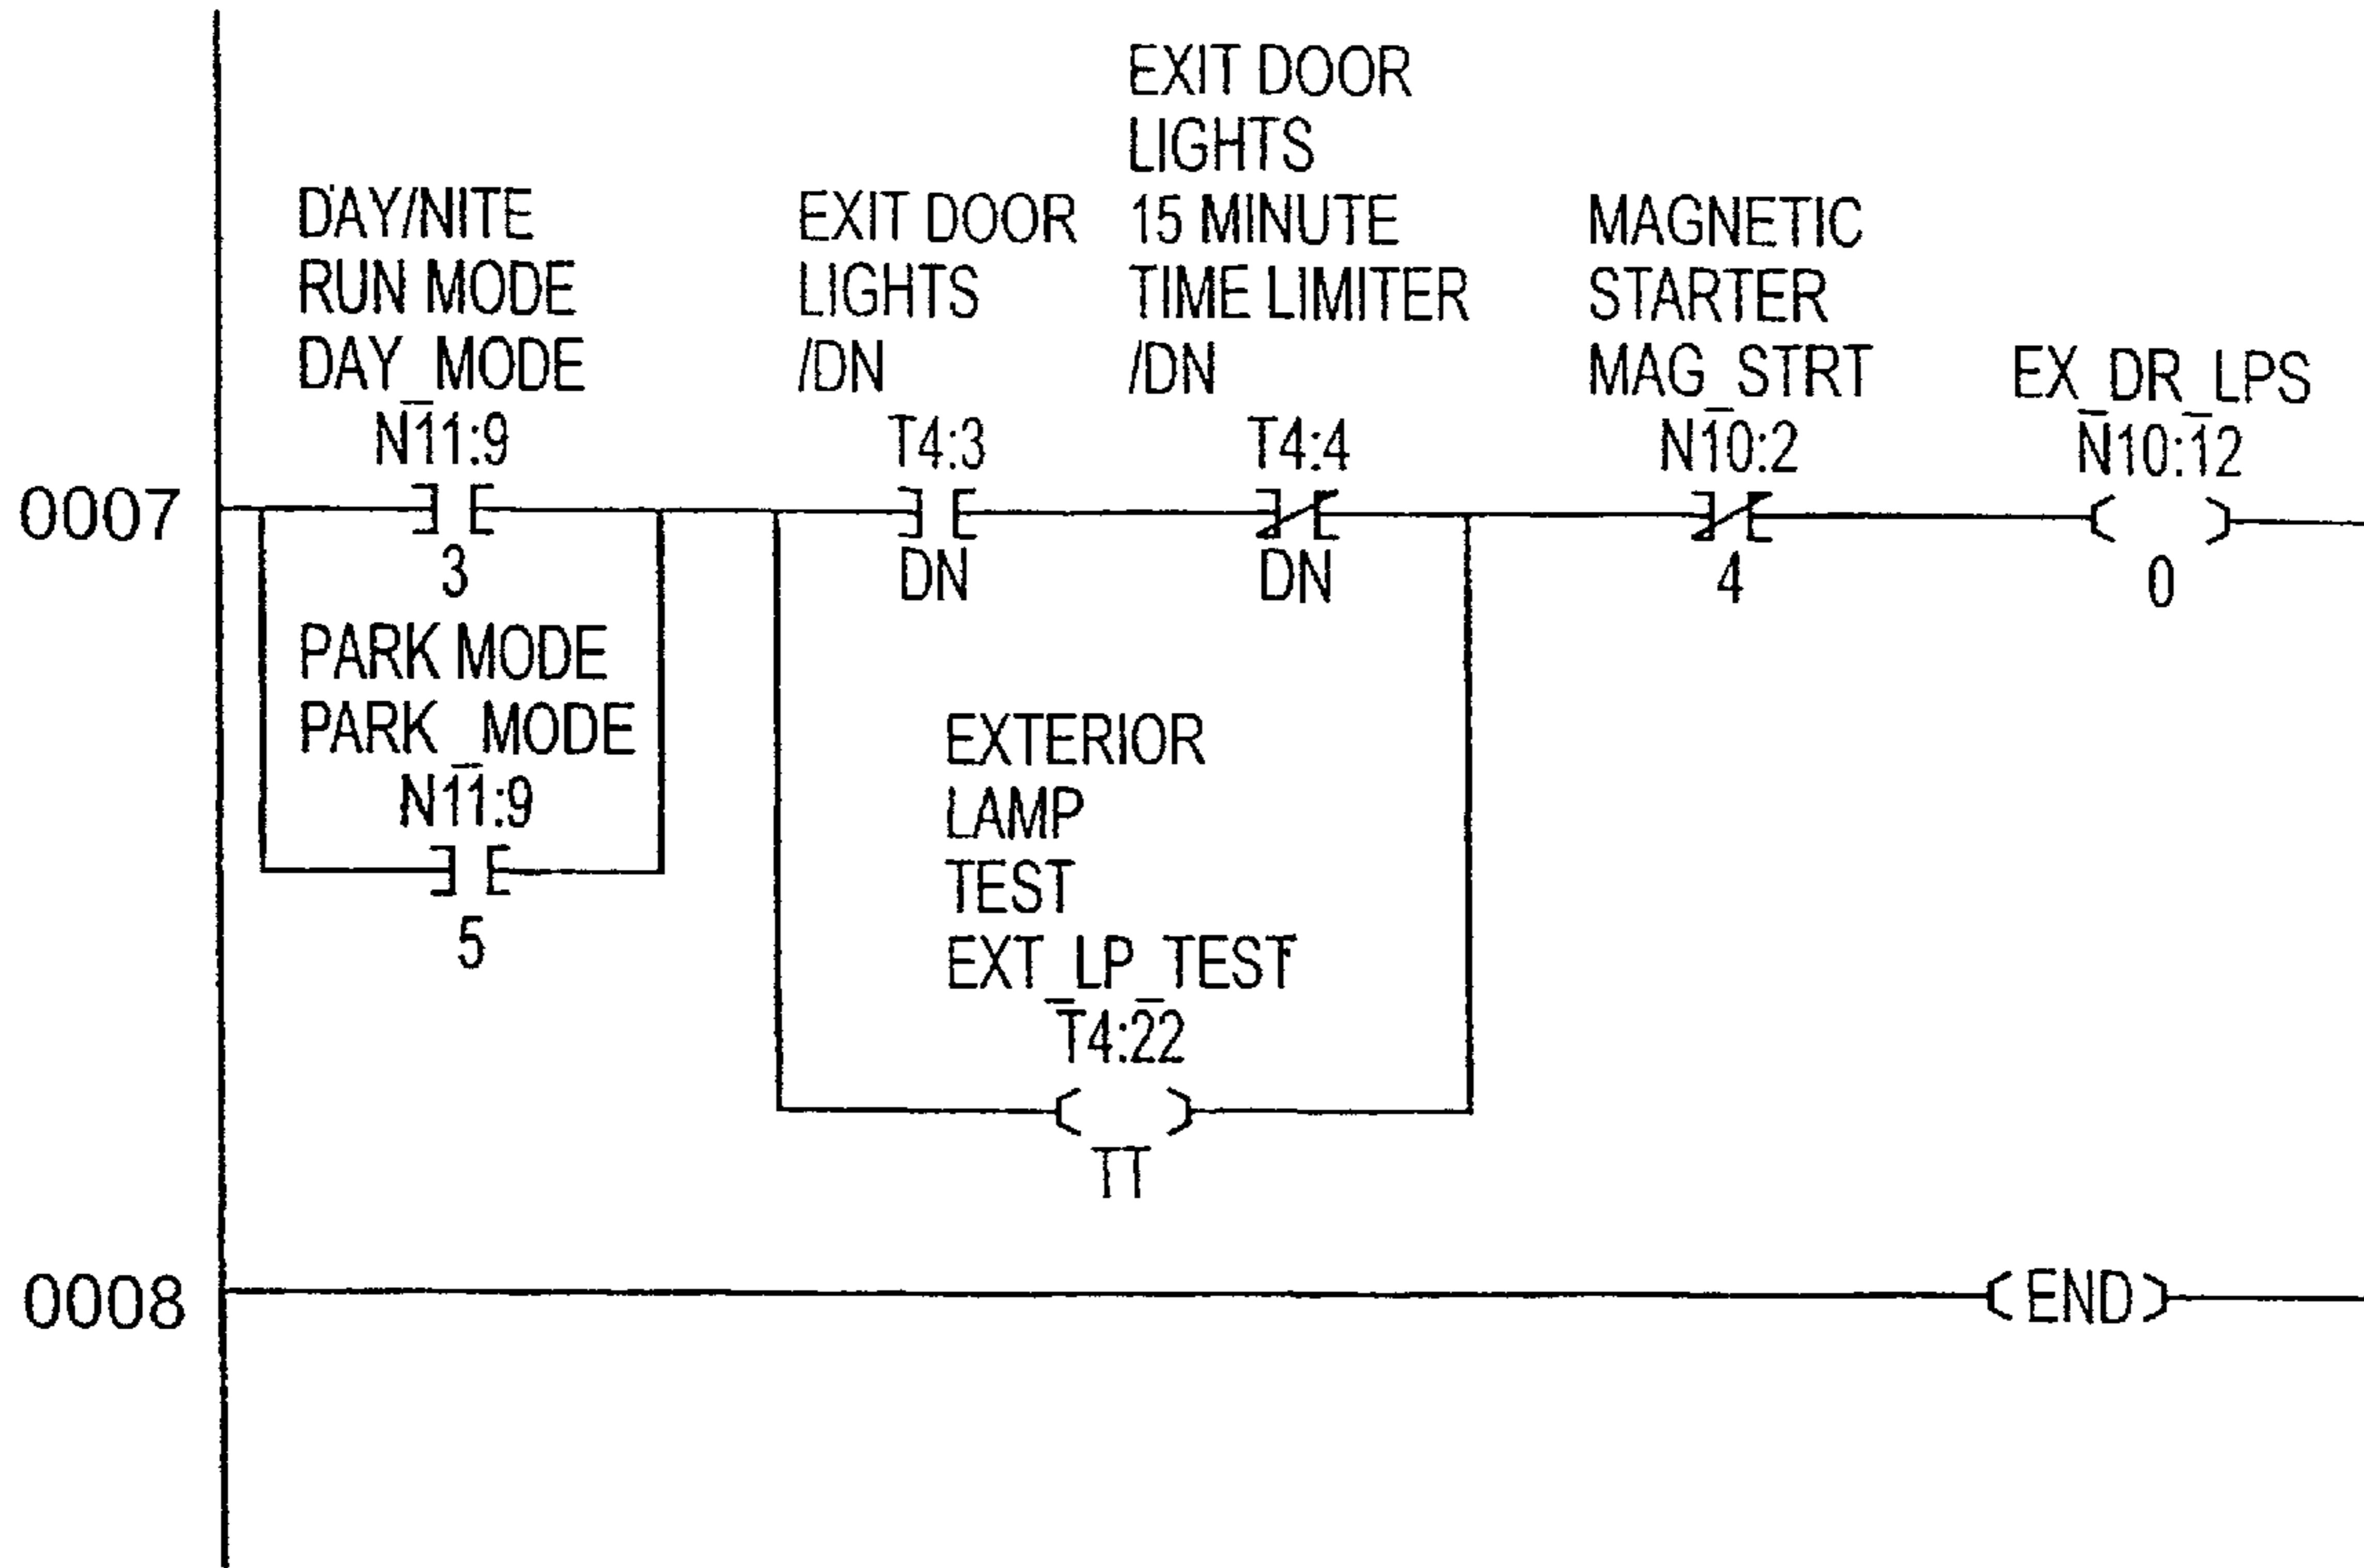 0007
DAY/NITE
RUN MODE
DAY_MODE
N11:9
3
PARK MODE
PARK_MODE
N11:9
5
EXIT DOOR
LIGHTS
/DN
T4:3
DN
EXIT DOOR
LIGHTS
15 MINUTE
TIME LIMITER
/DN
T4:4
DN
EXTERIOR
LAMP
TEST
EXT_LP_TEST
T4:22
TT
MAGNETIC
STARTER
MAG_STRT
N10:2
4
EX_DR_LPS
N10:12
0
0008
END